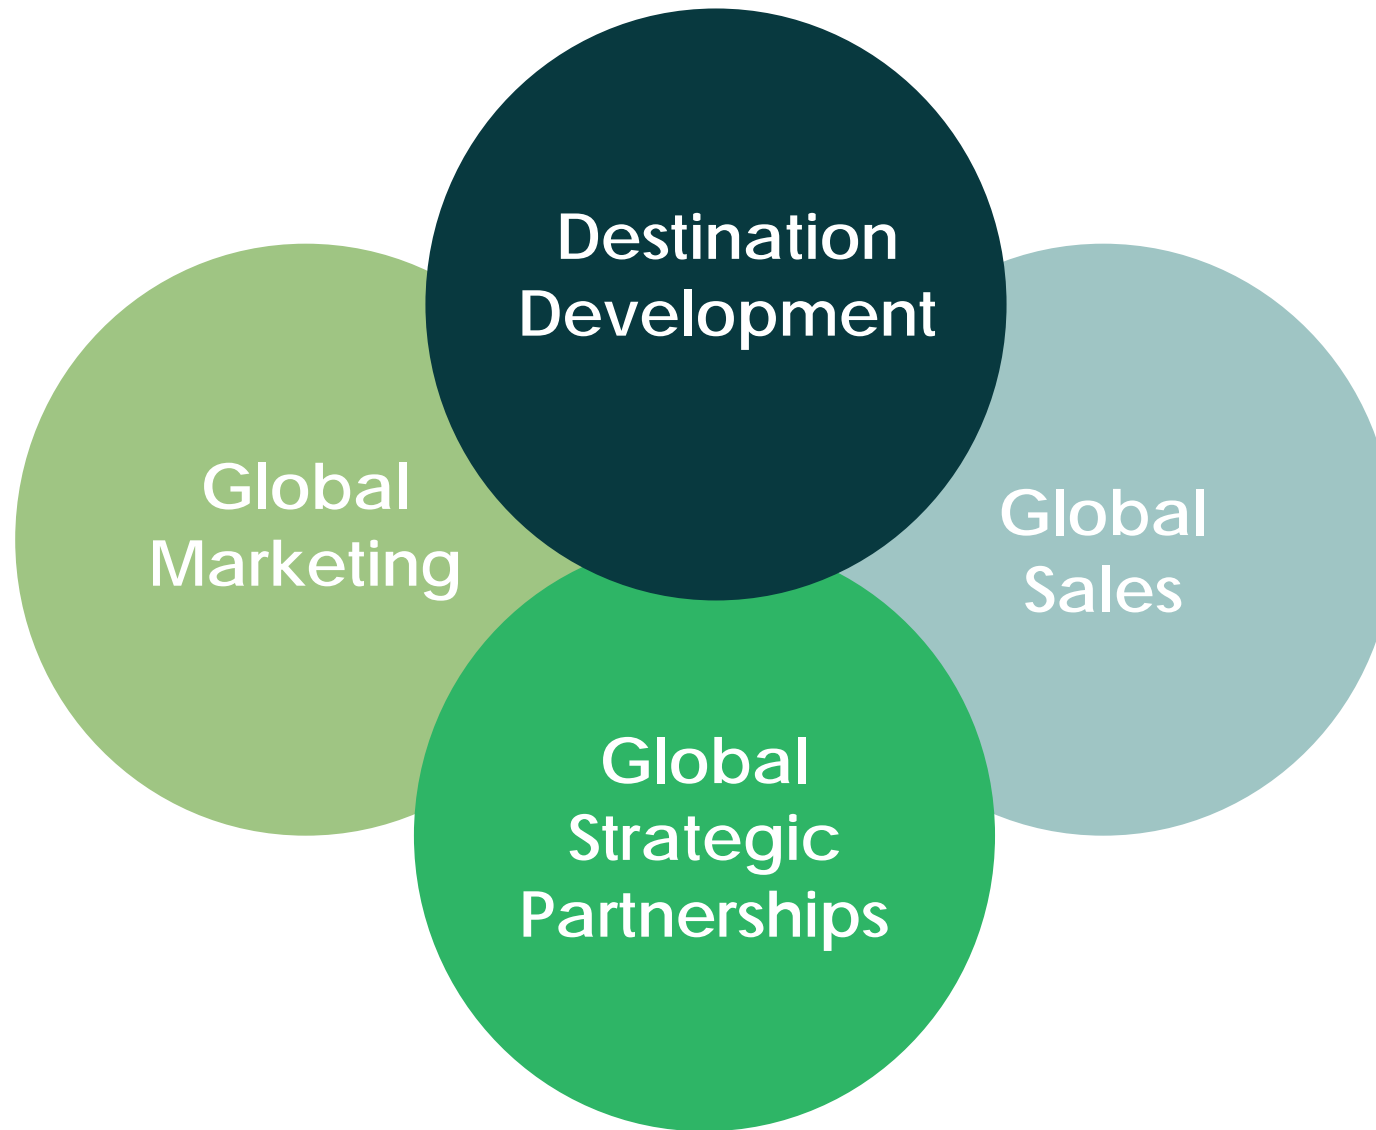 Destination
Development
Global
Marketing
Global
Sales
Global
Strategic
Partnerships